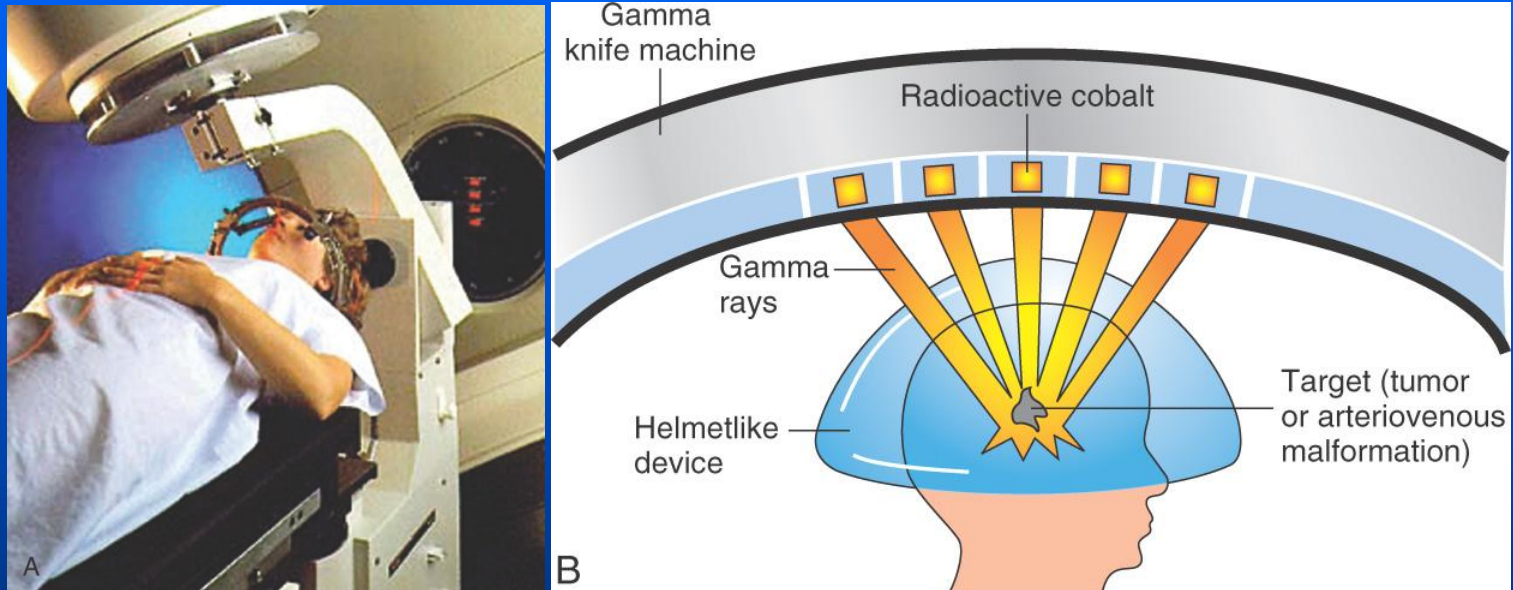 A
Gamma
knife machine
Radioactive cobalt
Gamma
rays
Helmetlike
device
Target (tumor
or arteriovenous
malformation)
B